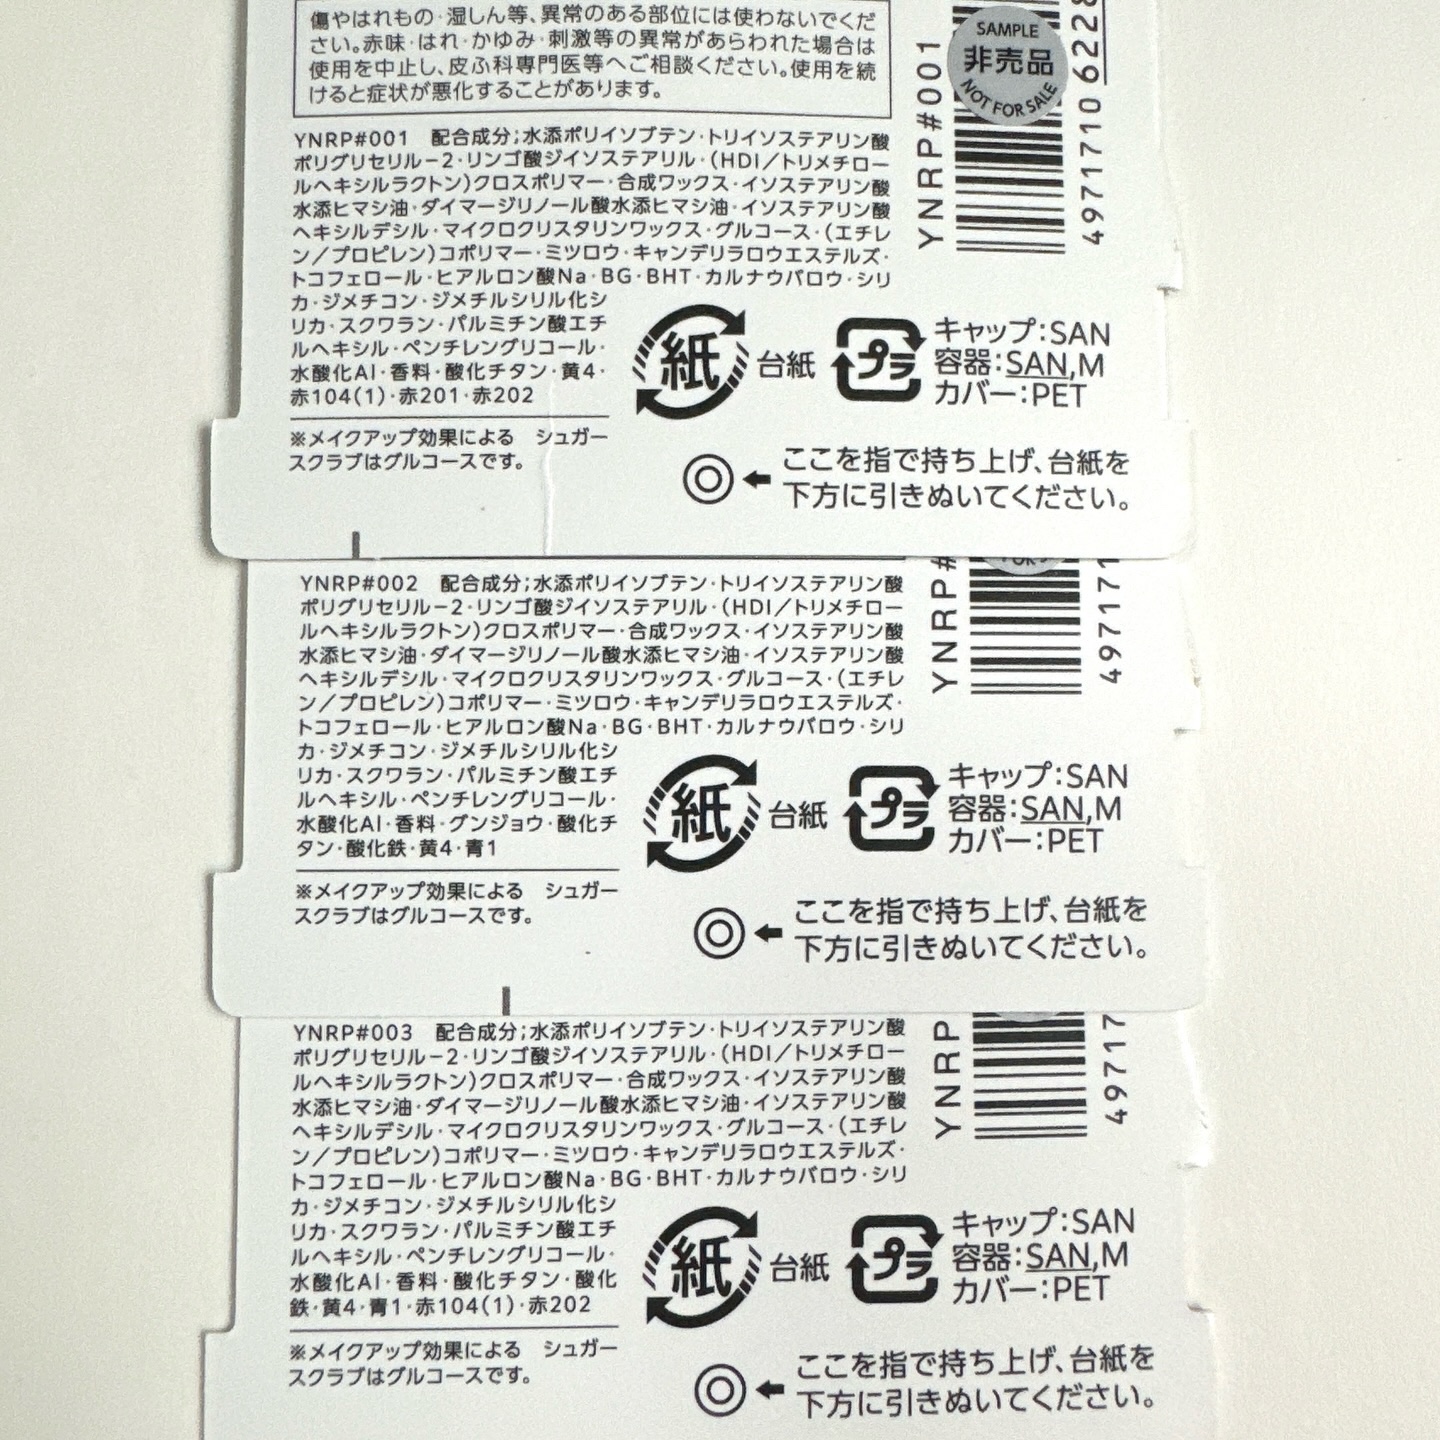 傷やはれもの・湿しん等、異常のある部位には使わないでくだ
さい。赤味・はれ・かゆみ・刺激等の異常があらわれた場合は
使用を中止し、皮ふ科専門医等へご相談ください。使用を続
けると症状が悪化することがあります。
YNRP#001　配合成分;水添ポリイソブテン・トリイソステアリン酸
ポリグリセリル−2・リンゴ酸ジイソステアリル・(HDI／トリメチロー
ルヘキシルラクトン)クロスポリマー・合成ワックス・イソステアリン酸
水添ヒマシ油・ダイマージリノール酸水添ヒマシ油・イソステアリン酸
ヘキシルデシル・マイクロクリスタリンワックス・グルコース・(エチレ
ン／プロピレン)コポリマー・ミツロウ・キャンデリラロウエステルズ・
トコフェロール・ヒアルロン酸Na・BG・BHT・カルナウバロウ・シリ
カ・ジメチコン・ジメチルシリル化シ
リカ・スクワラン・パルミチン酸エチ
ルヘキシル・ペンチレングリコール・
水酸化Al・香料・酸化チタン・黄4・
赤104(1)・赤201・赤202
※メイクアップ効果による　シュガー
スクラブはグルコースです。
YNRP#001
SAMPLE
非売品
NOT FOR SALE
4971710 6228
紙
台紙
プラ
キャップ:SAN
容器:SAN,M
カバー:PET
ここを指で持ち上げ、台紙を
下方に引きぬいてください。
YNRP#002　配合成分;水添ポリイソブテン・トリイソステアリン酸
ポリグリセリル−2・リンゴ酸ジイソステアリル・(HDI／トリメチロー
ルヘキシルラクトン)クロスポリマー・合成ワックス・イソステアリン酸
水添ヒマシ油・ダイマージリノール酸水添ヒマシ油・イソステアリン酸
ヘキシルデシル・マイクロクリスタリンワックス・グルコース・(エチレ
ン／プロピレン)コポリマー・ミツロウ・キャンデリラロウエステルズ・
トコフェロール・ヒアルロン酸Na・BG・BHT・カルナウバロウ・シリ
カ・ジメチコン・ジメチルシリル化シ
リカ・スクワラン・パルミチン酸エチ
ルヘキシル・ペンチレングリコール・
水酸化Al・香料・グンジョウ・酸化チ
タン・酸化鉄・黄4・青1
※メイクアップ効果による　シュガー
スクラブはグルコースです。
YNRP#
FOR S
497171
紙
台紙
プラ
キャップ:SAN
容器:SAN,M
カバー:PET
ここを指で持ち上げ、台紙を
下方に引きぬいてください。
YNRP#003　配合成分;水添ポリイソブテン・トリイソステアリン酸
ポリグリセリル−2・リンゴ酸ジイソステアリル・(HDI／トリメチロー
ルヘキシルラクトン)クロスポリマー・合成ワックス・イソステアリン酸
水添ヒマシ油・ダイマージリノール酸水添ヒマシ油・イソステアリン酸
ヘキシルデシル・マイクロクリスタリンワックス・グルコース・(エチレ
ン／プロピレン)コポリマー・ミツロウ・キャンデリラロウエステルズ・
トコフェロール・ヒアルロン酸Na・BG・BHT・カルナウバロウ・シリ
カ・ジメチコン・ジメチルシリル化シ
リカ・スクワラン・パルミチン酸エチ
ルヘキシル・ペンチレングリコール・
水酸化Al・香料・酸化チタン・酸化
鉄・黄4・青1・赤104(1)・赤202
※メイクアップ効果による　シュガー
スクラブはグルコースです。
YNRP
49717
紙
台紙
プラ
キャップ:SAN
容器:SAN,M
カバー:PET
ここを指で持ち上げ、台紙を
下方に引きぬいてください。